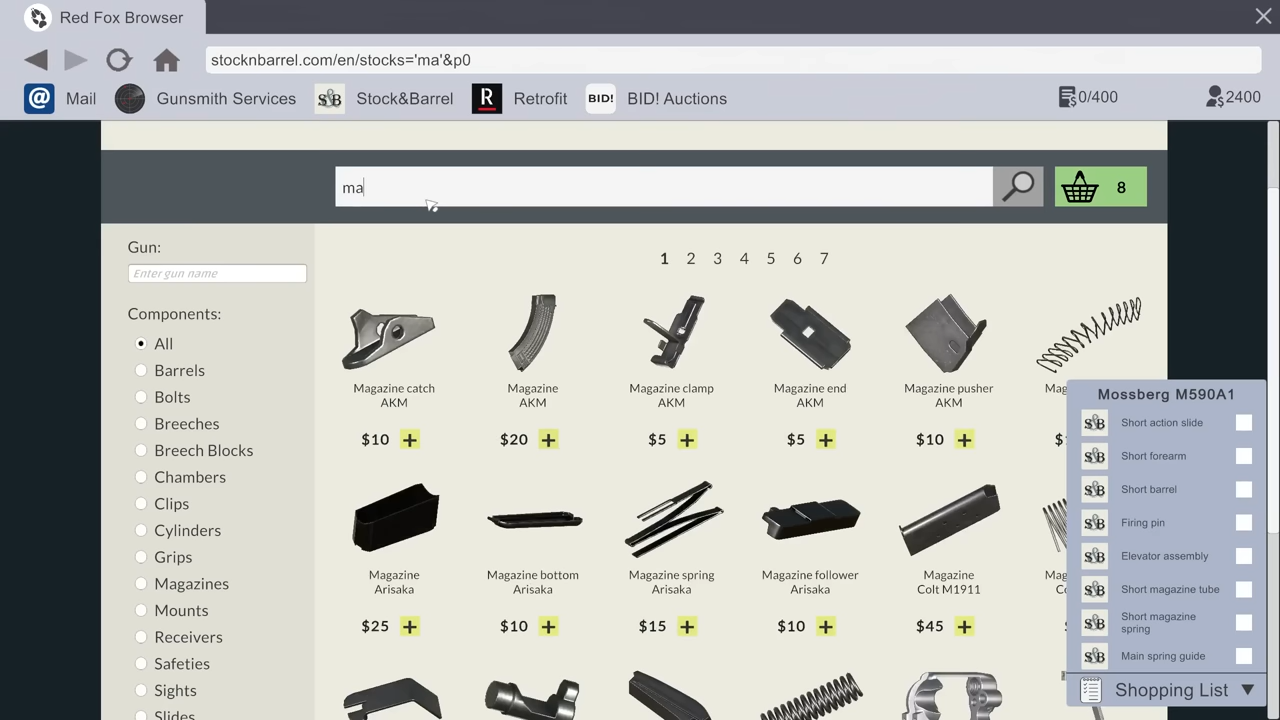 Red Fox Browser
stocknbarrel.com/en/stocks='ma'&p0
@ Mail Gunsmith Services S&B Stock&Barrel R Retrofit BID! BID! Auctions 0/400 2400
ma
8
Gun:
Enter gun name
Components:
All
Barrels
Bolts
Breeches
Breech Blocks
Chambers
Clips
Cylinders
Grips
Magazines
Mounts
Receivers
Safeties
Sights
Slides
1 2 3 4 5 6 7
Magazine catch
AKM
$10 +
Magazine
AKM
$20 +
Magazine clamp
AKM
$5 +
Magazine end
AKM
$5 +
Magazine pusher
AKM
$10 +
Magazine
Arisaka
$25 +
Magazine bottom
Arisaka
$10 +
Magazine spring
Arisaka
$15 +
Magazine follower
Arisaka
$10 +
Magazine
Colt M1911
$45 +
Mossberg M590A1
S&B Short action slide
S&B Short forearm
S&B Short barrel
S&B Firing pin
S&B Elevator assembly
S&B Short magazine tube
S&B Short magazine
spring
S&B Main spring guide
Shopping List